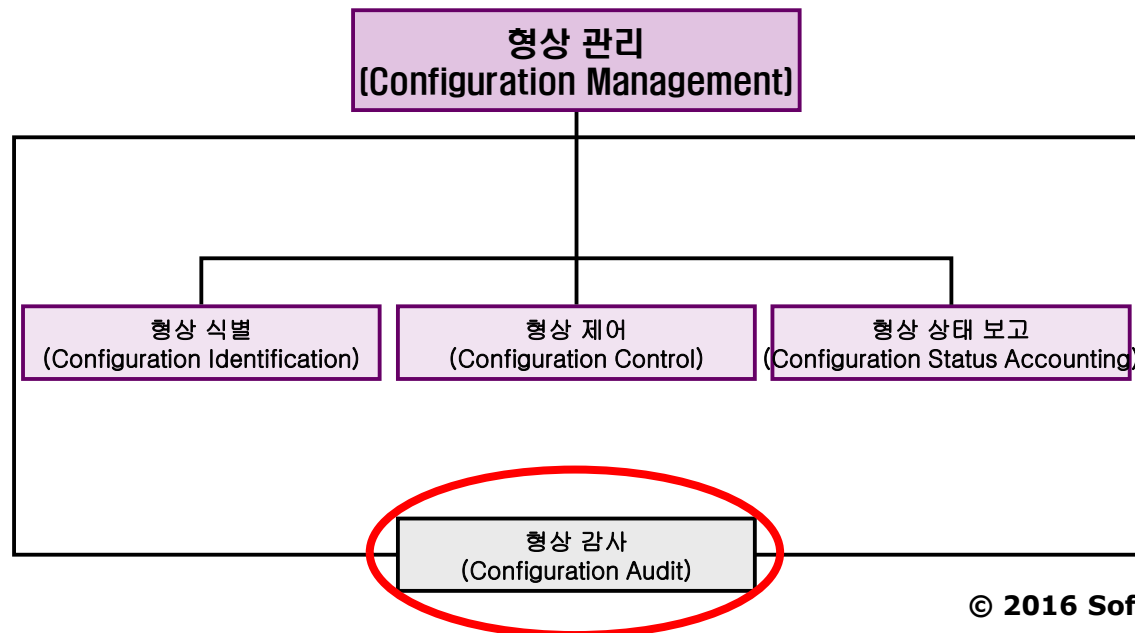 형상 관리
(Configuration Management)
형상 식별
(Configuration Identification)
형상 제어
(Configuration Control)
형상 상태 보고
(Configuration Status Accounting)
형상 감사
(Configuration Audit)
© 2016 Sof